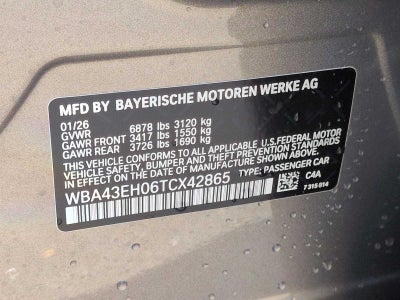 MFD BY BAYERISCHE MOTOREN WERKE AG
01/26
GVWR 6878 lbs 3120 kg
GAWR FRONT 3417 lbs 1550 kg
GAWR REAR 3726 lbs 1690 kg
THIS VEHICLE CONFORMS TO ALL APPLICABLE U.S.FEDERAL MOTOR
VEHICLE SAFETY, BUMPER AND THEFT PREVENTION STANDARDS
IN EFFECT ON THE DATE OF MANUFACTURE SHOWN ABOVE.
WBA43EH06TCX42865 TYPE: PASSENGER CAR
C4A
7 315 014